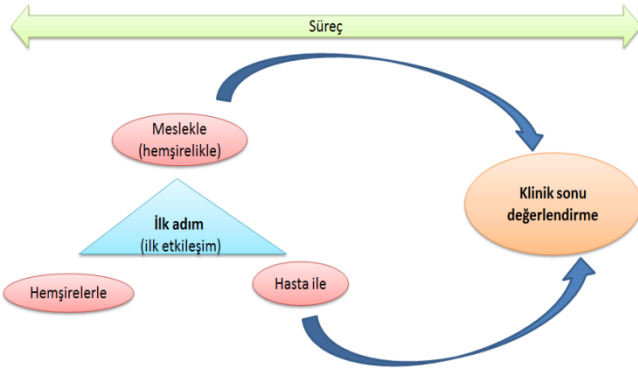 Süreç
Meslekle
(hemşirelikle)
Klinik sonu
değerlendirme
İlk adım
(ilk etkileşim)
Hemşirelerle
Hasta ile